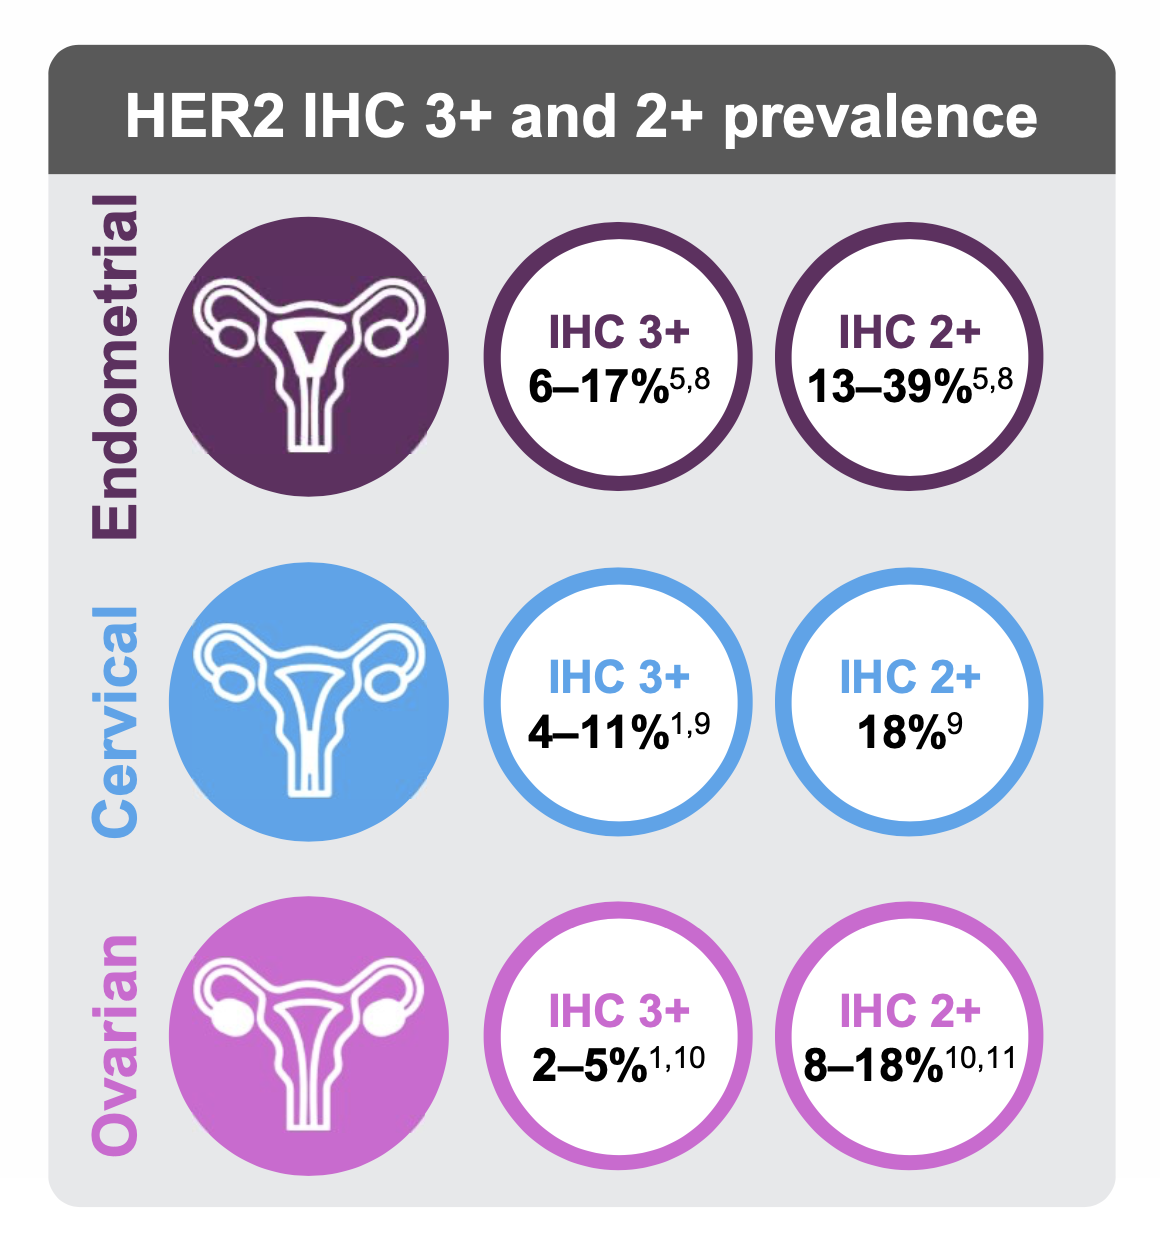 HER2 IHC 3+ and 2+ prevalence
Endometrial
IHC 3+
6–17%5,8
IHC 2+
13–39%5,8
Cervical
IHC 3+
4–11%1,9
IHC 2+
18%9
Ovarian
IHC 3+
2–5%1,10
IHC 2+
8–18%10,11